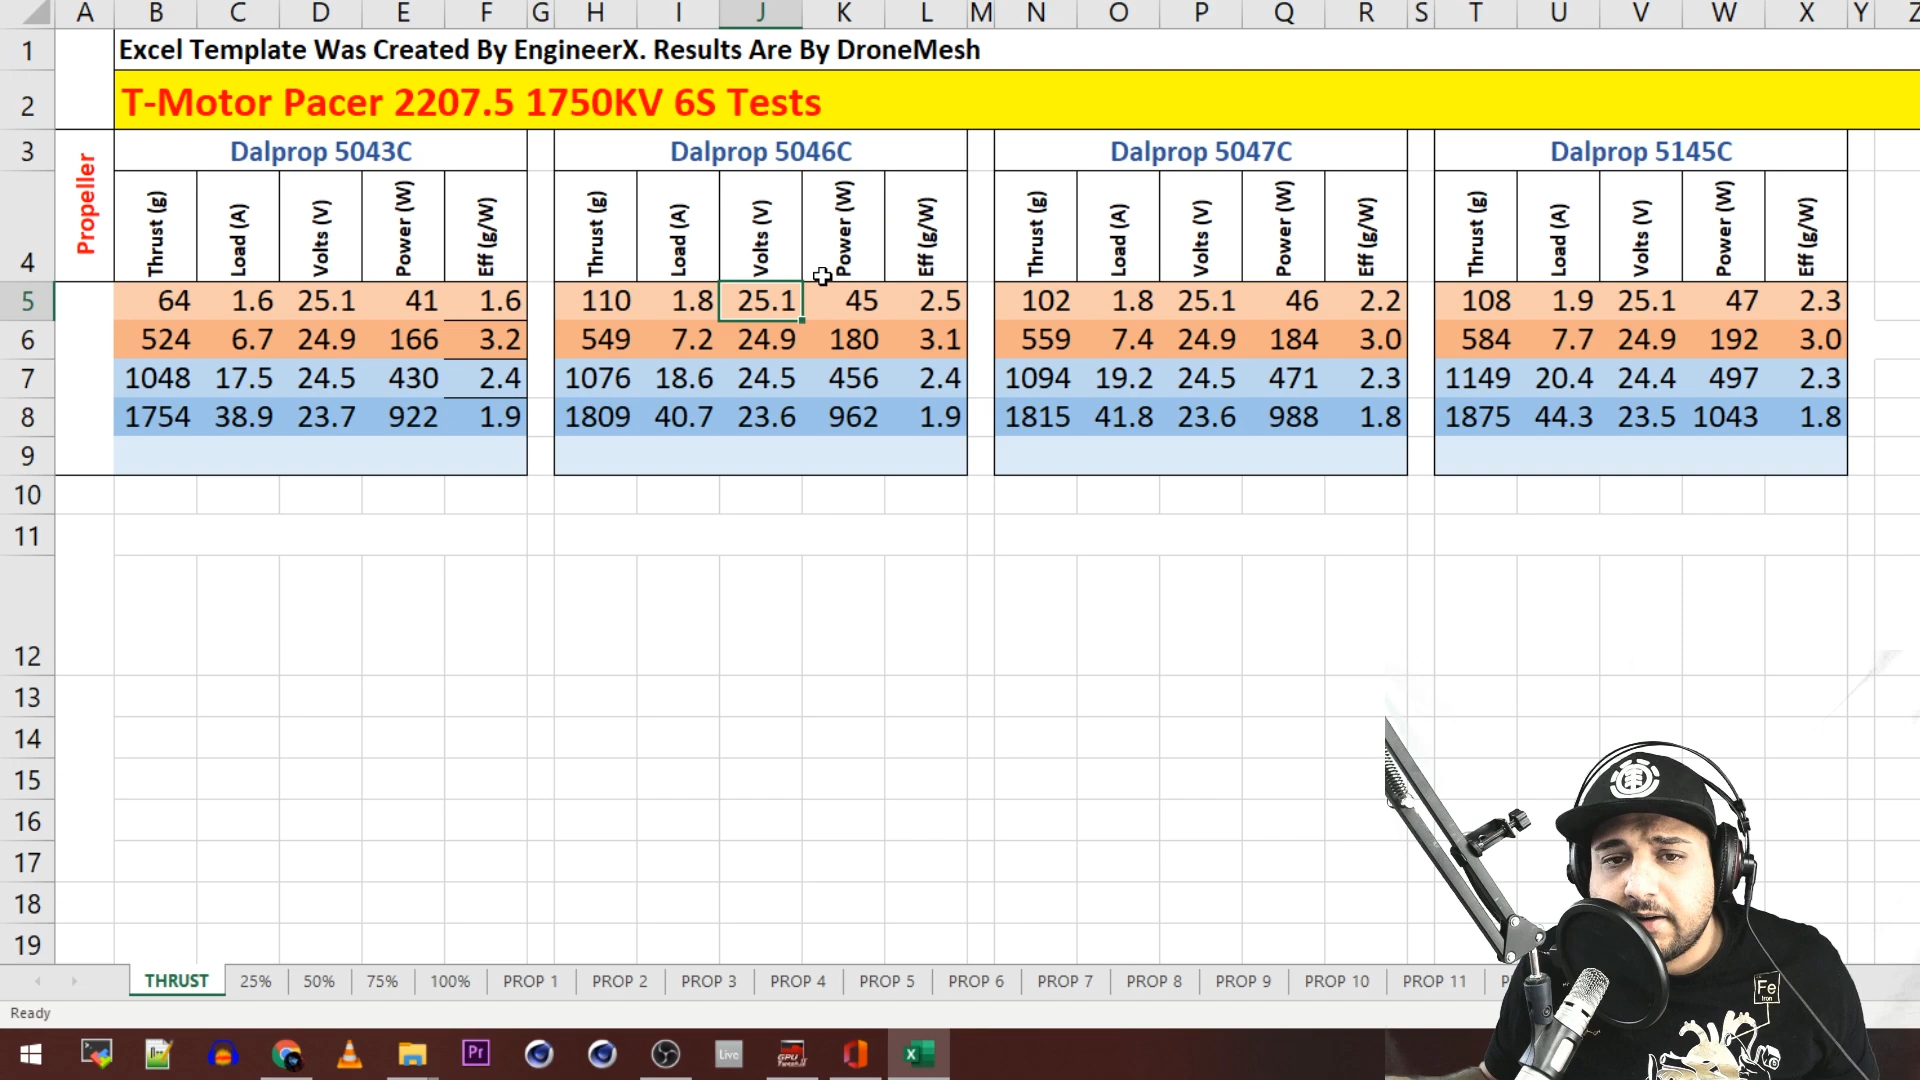 A B C D E F G H I J K L M N O P Q R S T U V W X Y Z
1 Excel Template Was Created By EngineerX. Results Are By DroneMesh
2 T-Motor Pacer 2207.5 1750KV 6S Tests
3 Dalprop 5043C Dalprop 5046C Dalprop 5047C Dalprop 5145C
Propeller
4 Thrust (g) Load (A) Volts (V) Power (W) Eff (g/W) Thrust (g) Load (A) Volts (V) Power (W) Eff (g/W) Thrust (g) Load (A) Volts (V) Power (W) Eff (g/W) Thrust (g) Load (A) Volts (V) Power (W) Eff (g/W)
5 64 1.6 25.1 41 1.6 110 1.8 25.1 45 2.5 102 1.8 25.1 46 2.2 108 1.9 25.1 47 2.3
6 524 6.7 24.9 166 3.2 549 7.2 24.9 180 3.1 559 7.4 24.9 184 3.0 584 7.7 24.9 192 3.0
7 1048 17.5 24.5 430 2.4 1076 18.6 24.5 456 2.4 1094 19.2 24.5 471 2.3 1149 20.4 24.4 497 2.3
8 1754 38.9 23.7 922 1.9 1809 40.7 23.6 962 1.9 1815 41.8 23.6 988 1.8 1875 44.3 23.5 1043 1.8
9
10
11
12
13
14
15
16
17
18
19
THRUST 25% 50% 75% 100% PROP 1 PROP 2 PROP 3 PROP 4 PROP 5 PROP 6 PROP 7 PROP 8 PROP 9 PROP 10 PROP 11 P
Ready
Pr Live GPU Tweak II X
Fe
Iron